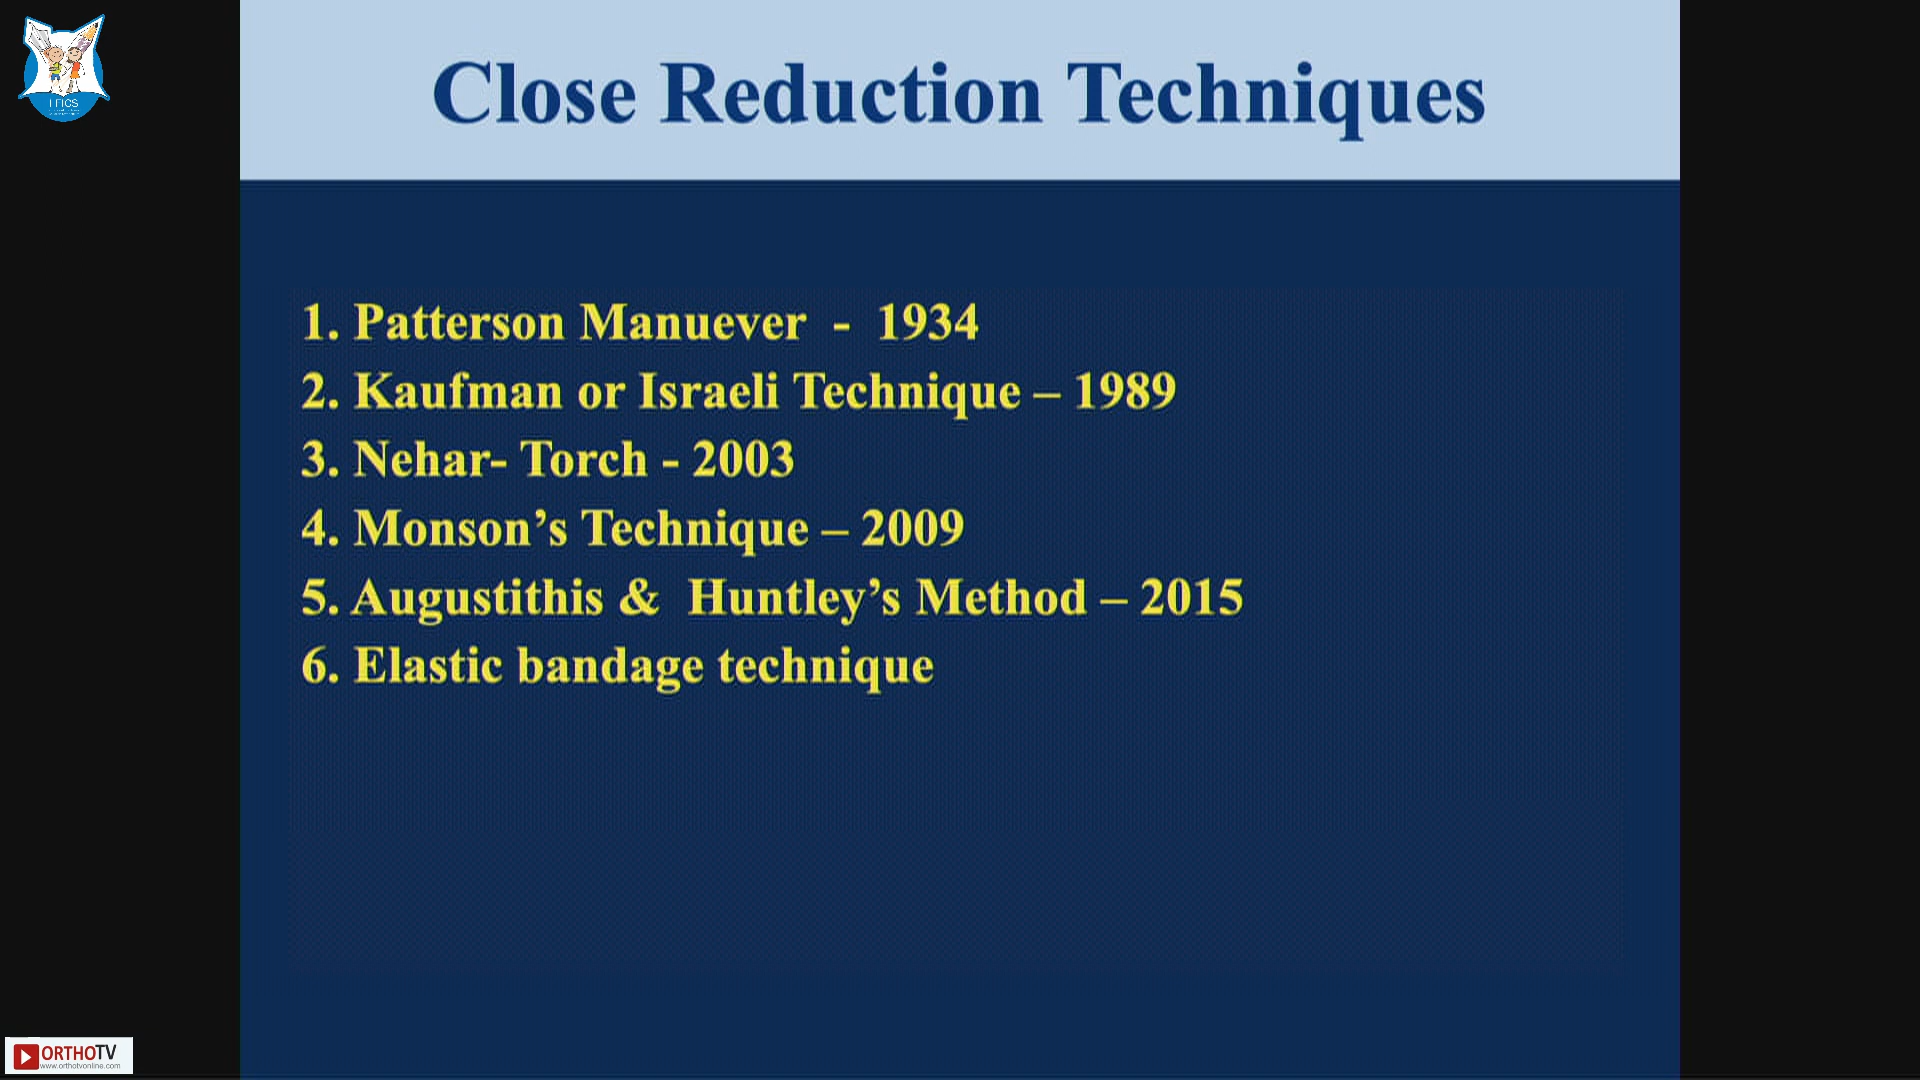 Close Reduction Techniques
1. Patterson Manuever - 1934
2. Kaufman or Israeli Technique – 1989
3. Nehar- Torch - 2003
4. Monson’s Technique – 2009
5. Augustithis & Huntley’s Method – 2015
6. Elastic bandage technique
ORTHOTV
www.orthotvonline.com